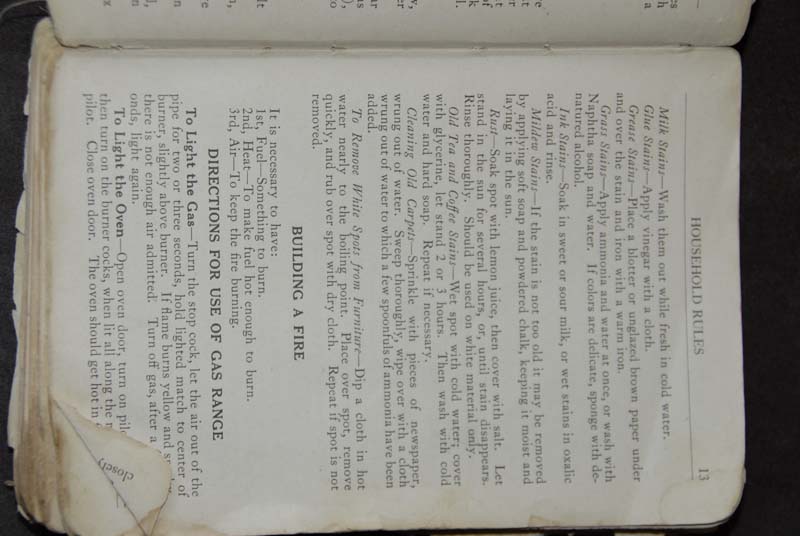 HOUSEHOLD RULES 13
Milk Stains—Wash them out while fresh in cold water.
Glue Stains—Apply vinegar with a cloth.
Grease Stains—Place a blotter or unglazed brown paper under
and over the stain and iron with a warm iron.
Grass Stains—Apply ammonia and water at once, or wash with
Naphtha soap and water. If colors are delicate, sponge with de-
natured alcohol.
Ink Stains—Soak in sweet or sour milk, or wet stains in oxalic
acid and rinse.
Mildew Stains—If the stain is not too old it may be removed
by applying soft soap and powdered chalk, keeping it moist and
laying it in the sun.
Rust—Soak spot with lemon juice, then cover with salt. Let
stand in the sun for several hours, or, until stain disappears.
Rinse thoroughly. Should be used on white material only.
Old Tea and Coffee Stains—Wet spot with cold water; cover
with glycerine, let stand 2 or 3 hours. Then wash with cold
water and hard soap. Repeat if necessary.
Cleaning Old Carpets—Sprinkle with pieces of newspaper,
wrung out of water. Sweep thoroughly, wipe over with a cloth
wrung out of water to which a few spoonfuls of ammonia have been
added.
To Remove White Spots from Furniture—Dip a cloth in hot
water nearly to the boiling point. Place over spot, remove
quickly, and rub over spot with dry cloth. Repeat if spot is not
removed.
BUILDING A FIRE
It is necessary to have:
1st, Fuel—Something to burn.
2nd, Heat—To make fuel hot enough to burn.
3rd, Air—To keep the fire burning.
DIRECTIONS FOR USE OF GAS RANGE
To Light the Gas—Turn the stop cock, let the air out of the
pipe for two or three seconds, hold lighted match to center of
burner, slightly above burner. If flame burns yellow and
there is not enough air admitted. Turn off gas, after a
onds, light again.
To Light the Oven—Open oven door, turn on
then turn on the burner cocks, when lit all along the
pilot. Close oven door. The oven should get hot in
closely